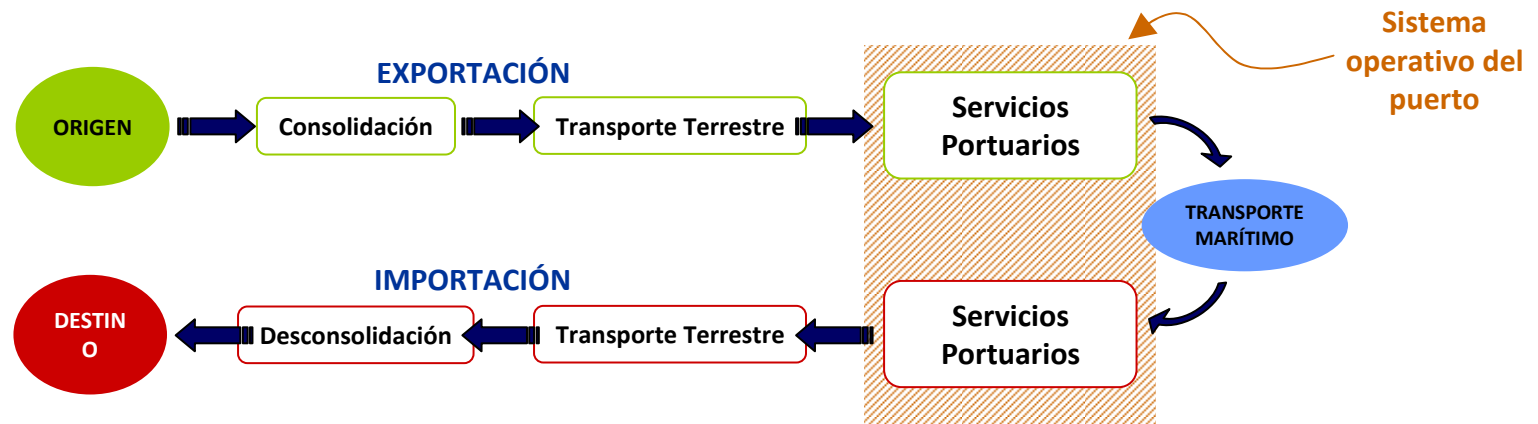 Sistema
operativo del
puerto
EXPORTACIÓN
ORIGEN
Consolidación
Transporte Terrestre
Servicios
Portuarios
TRANSPORTE
MARÍTIMO
IMPORTACIÓN
DESTIN
O
Desconsolidación
Transporte Terrestre
Servicios
Portuarios